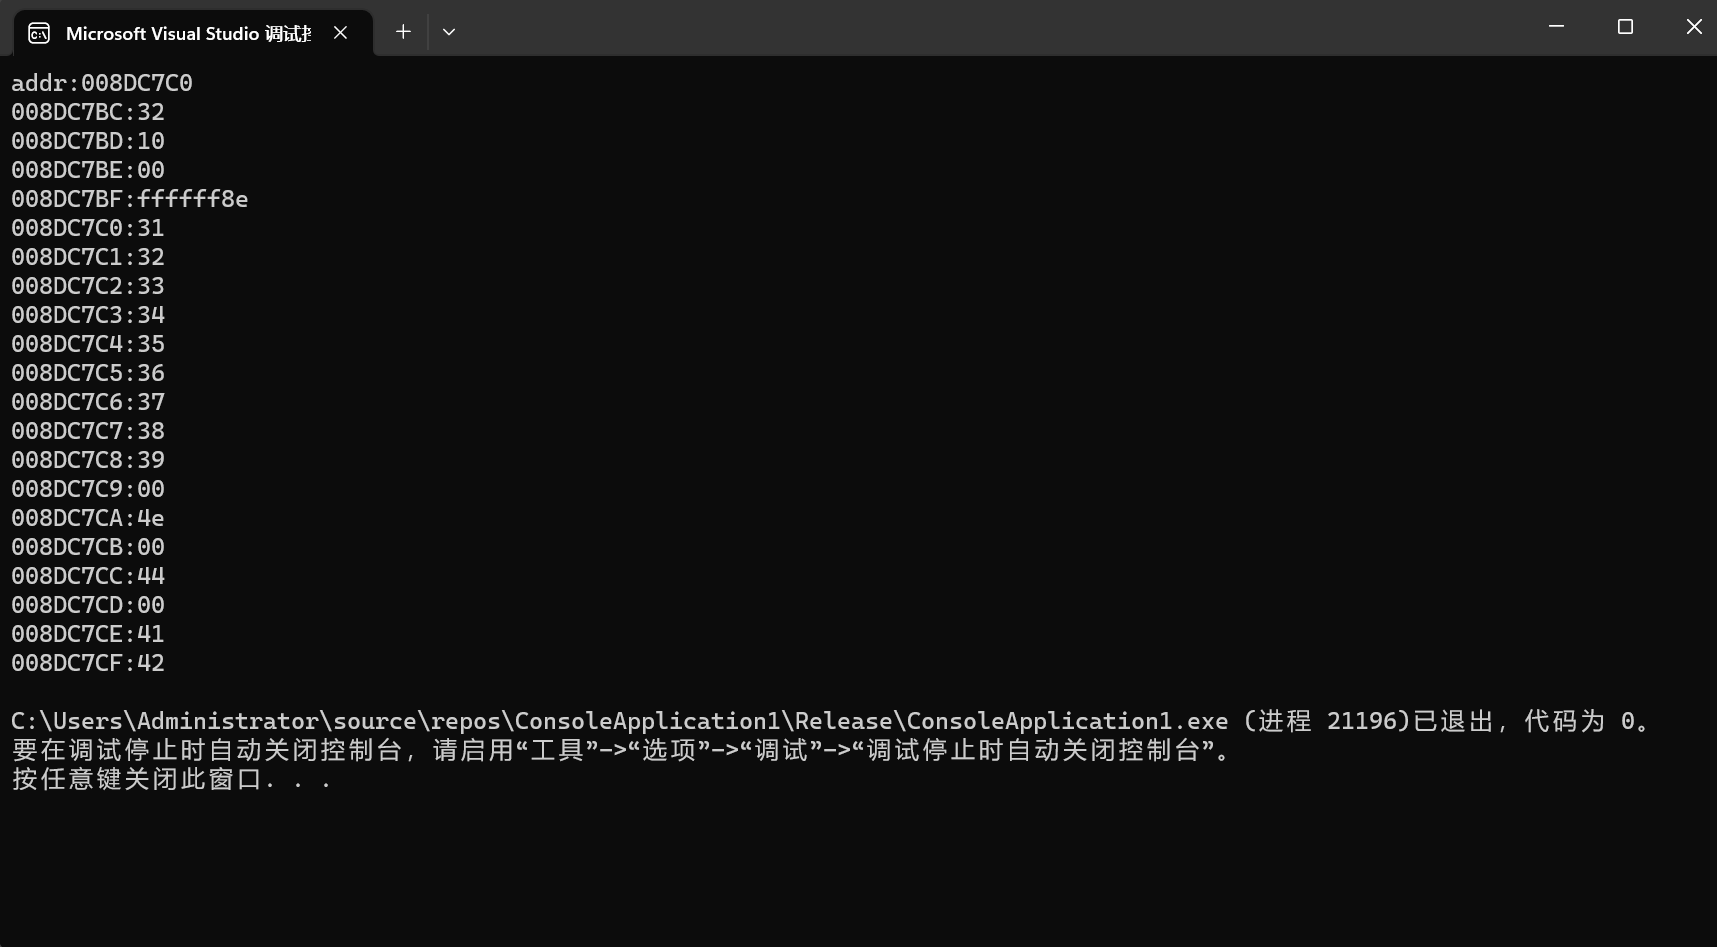 Microsoft Visual Studio 调试
addr:008DC7C0
008DC7BC:32
008DC7BD:10
008DC7BE:00
008DC7BF:ffffff8e
008DC7C0:31
008DC7C1:32
008DC7C2:33
008DC7C3:34
008DC7C4:35
008DC7C5:36
008DC7C6:37
008DC7C7:38
008DC7C8:39
008DC7C9:00
008DC7CA:4e
008DC7CB:00
008DC7CC:44
008DC7CD:00
008DC7CE:41
008DC7CF:42
C:\Users\Administrator\source\repos\ConsoleApplication1\Release\ConsoleApplication1.exe (进程 21196)已退出，代码为 0。
要在调试停止时自动关闭控制台，请启用“工具”->“选项”->“调试”->“调试停止时自动关闭控制台”。
按任意键关闭此窗口. . .